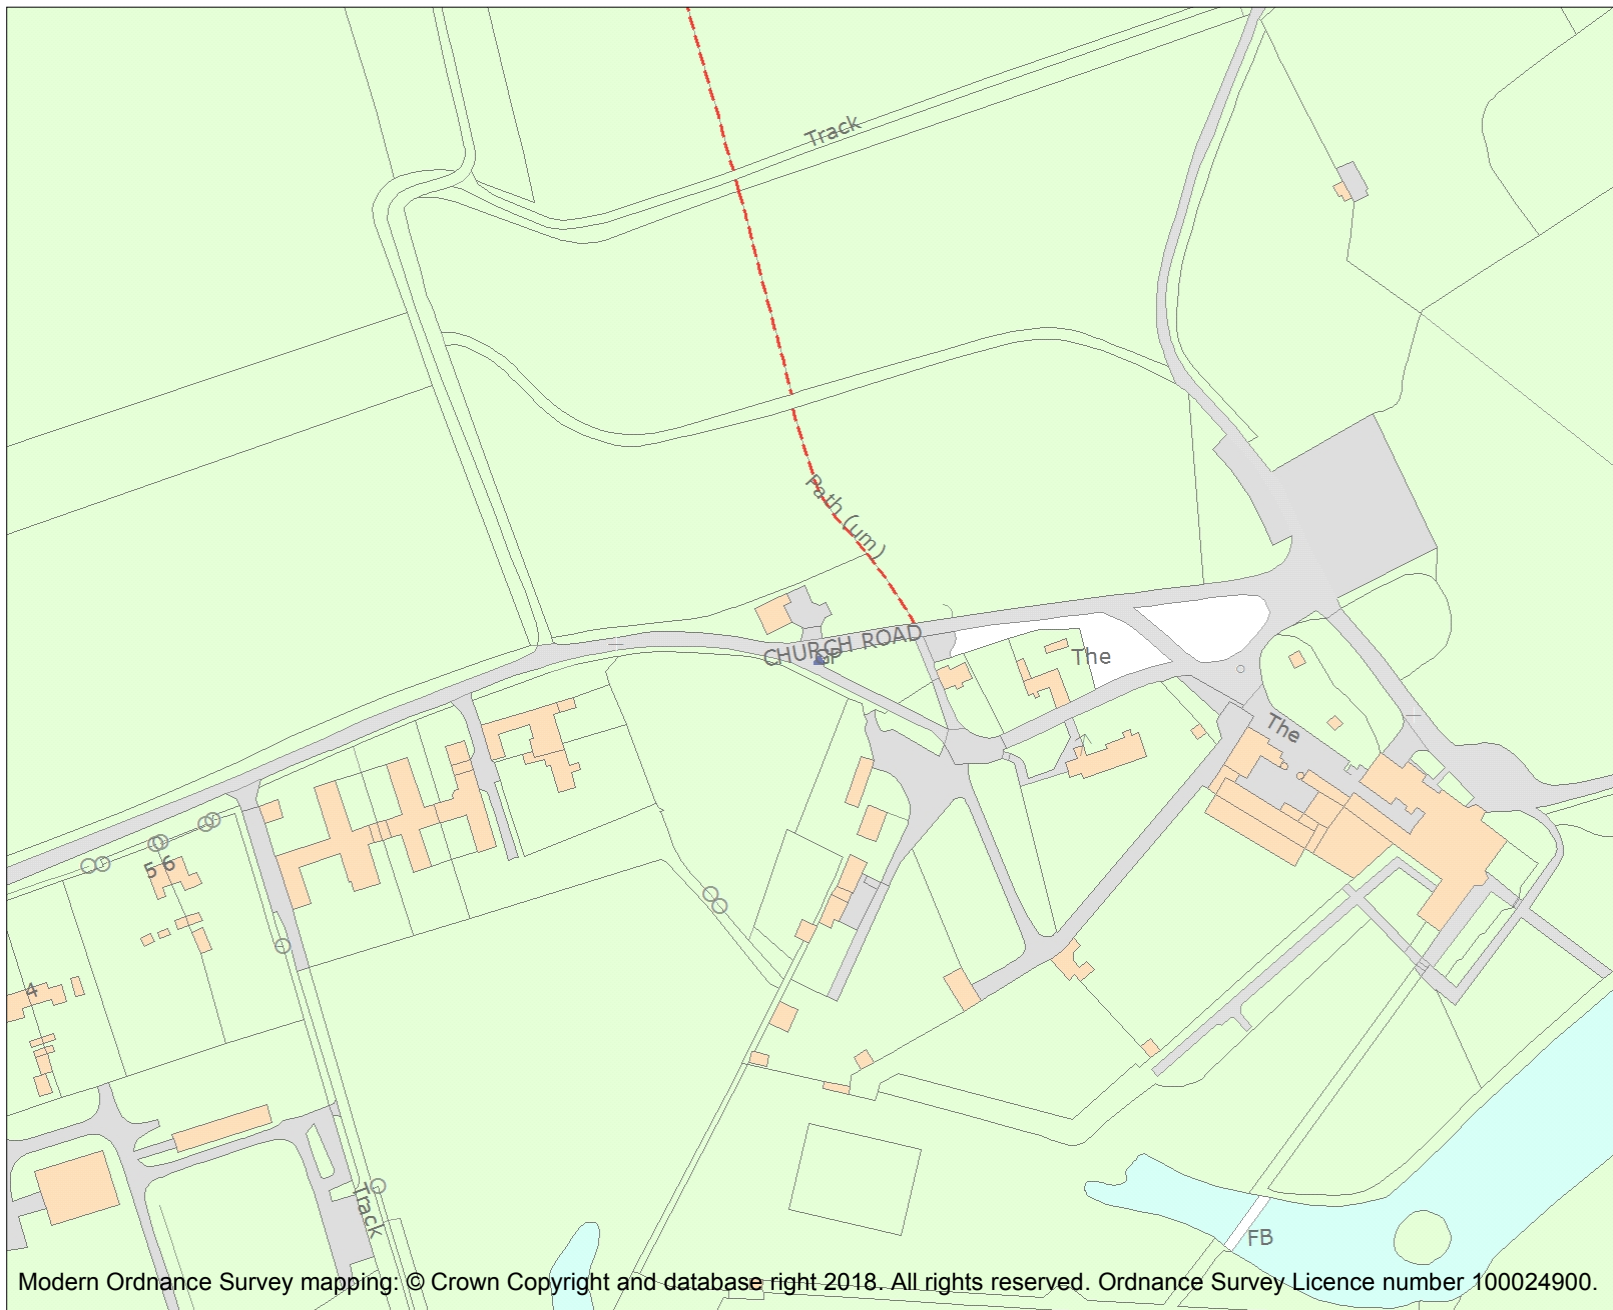 Track
Path (um)
CHURCH ROAD
GP
The
The
5 6
4
Track
FB
Modern Ordnance Survey mapping: © Crown Copyright and database right 2018. All rights reserved. Ordnance Survey Licence number 100024900.